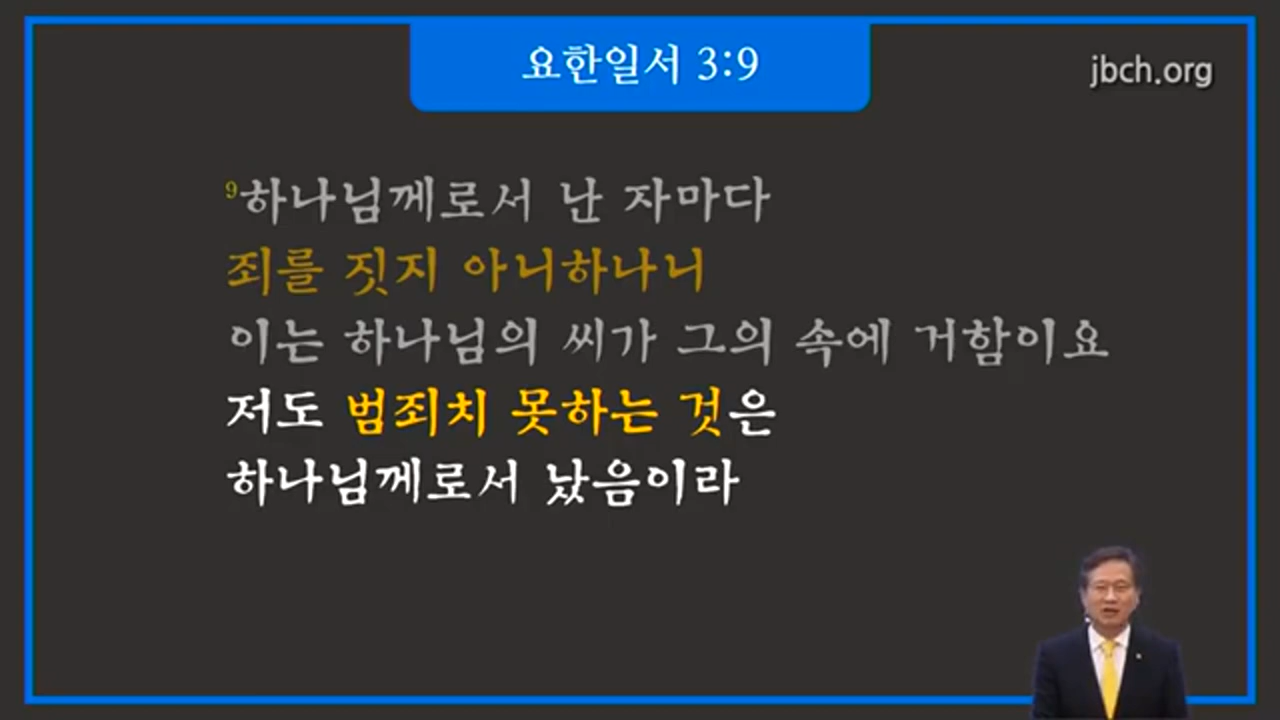 요한일서 3:9
jbch.org
9하나님께로서 난 자마다
죄를 짓지 아니하나니
이는 하나님의 씨가 그의 속에 거함이요
저도 범죄치 못하는 것은
하나님께로서 났음이라